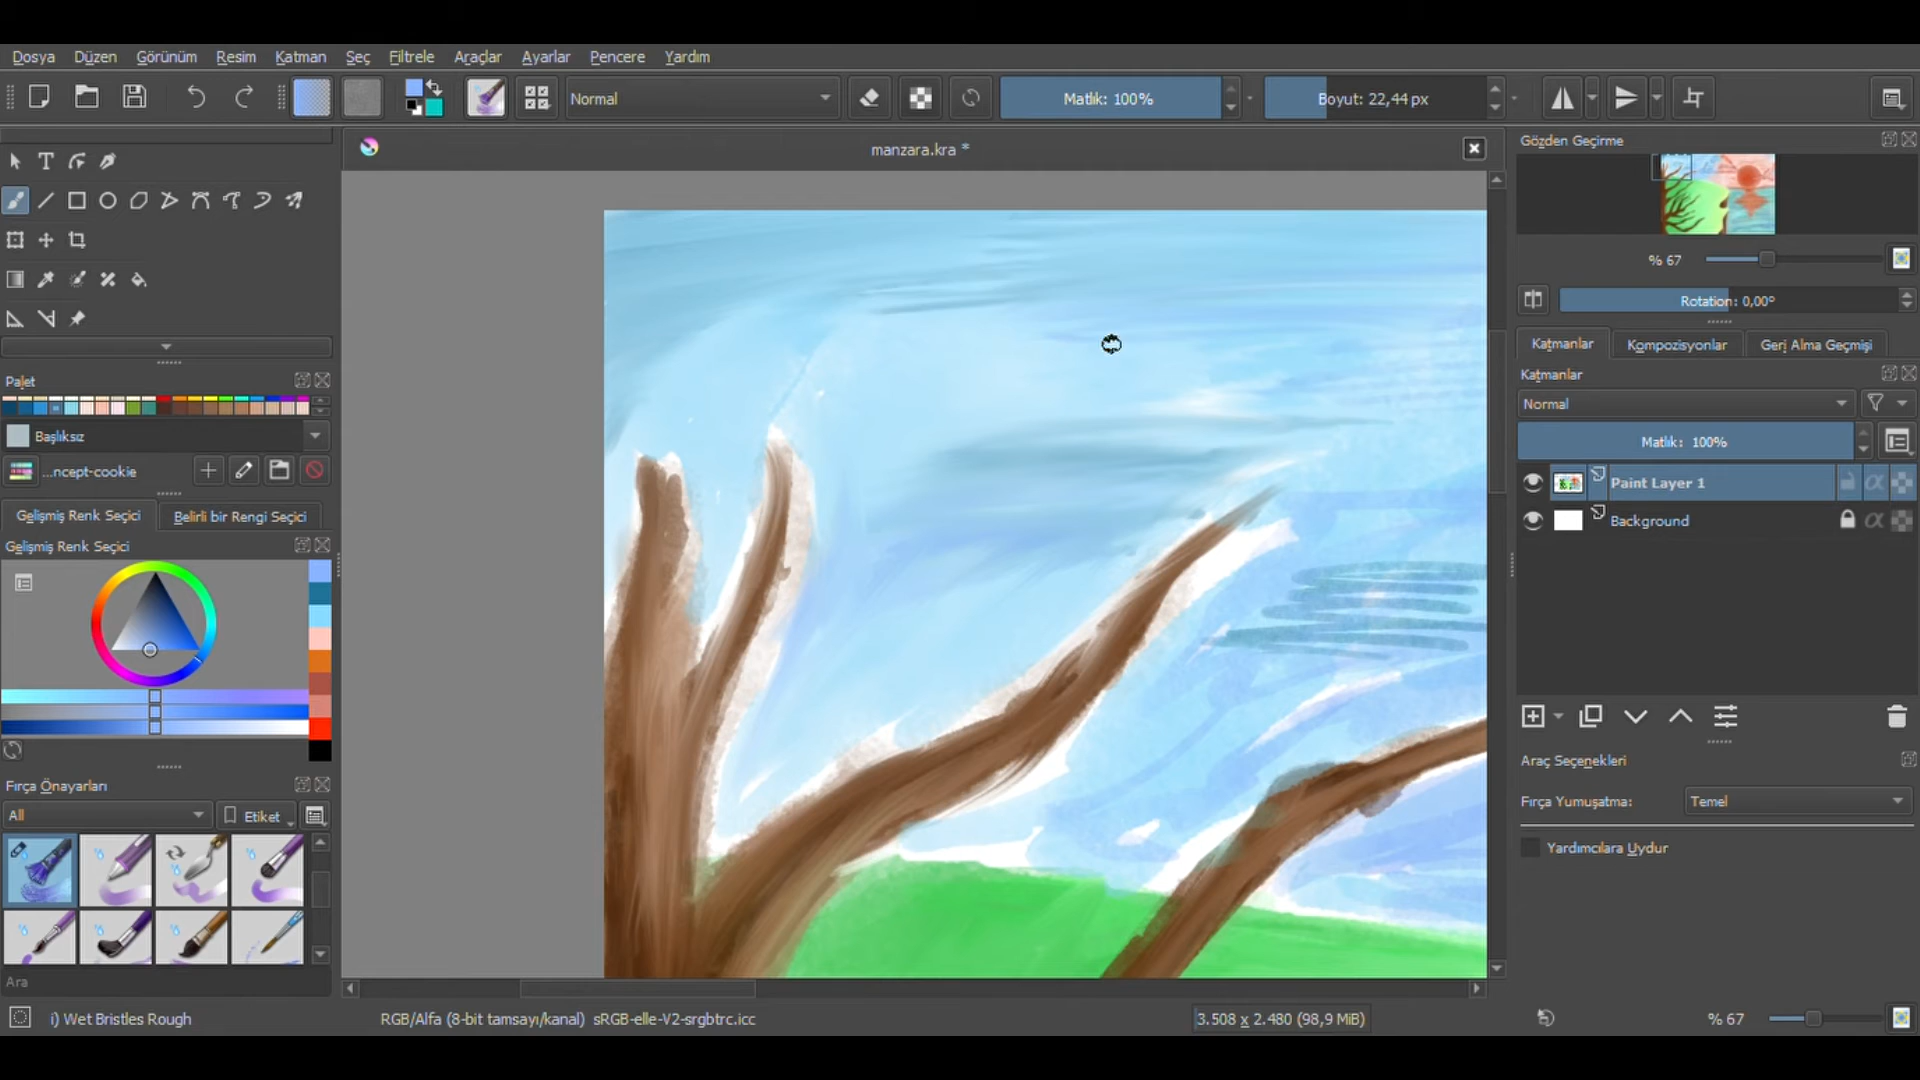 Dosya Düzen Görünüm Resim Katman Seç Filtrele Araçlar Ayarlar Pencere Yardım
Normal Matlık: 100% Boyut: 22,44 px
manzara.kra *
Gözden Geçirme
% 67
Rotation: 0,00°
Katmanlar Kompozisyonlar Geri Alma Geçmişi
Katmanlar
Normal
Matlık: 100%
Paint Layer 1
Background
Araç Seçenekleri
Fırça Yumuşatma: Temel
Yardımcılara Uydur
Palet
Başlıksız
...ncept-cookie
Gelişmiş Renk Seçici Belirli bir Rengi Seçici
Gelişmiş Renk Seçici
Fırça Önayarları
All Etiket
Ara
i) Wet Bristles Rough RGB/Alfa (8-bit tamsayı/kanal) sRGB-elle-V2-srgbtrc.icc 3.508 x 2.480 (98,9 MiB) % 67